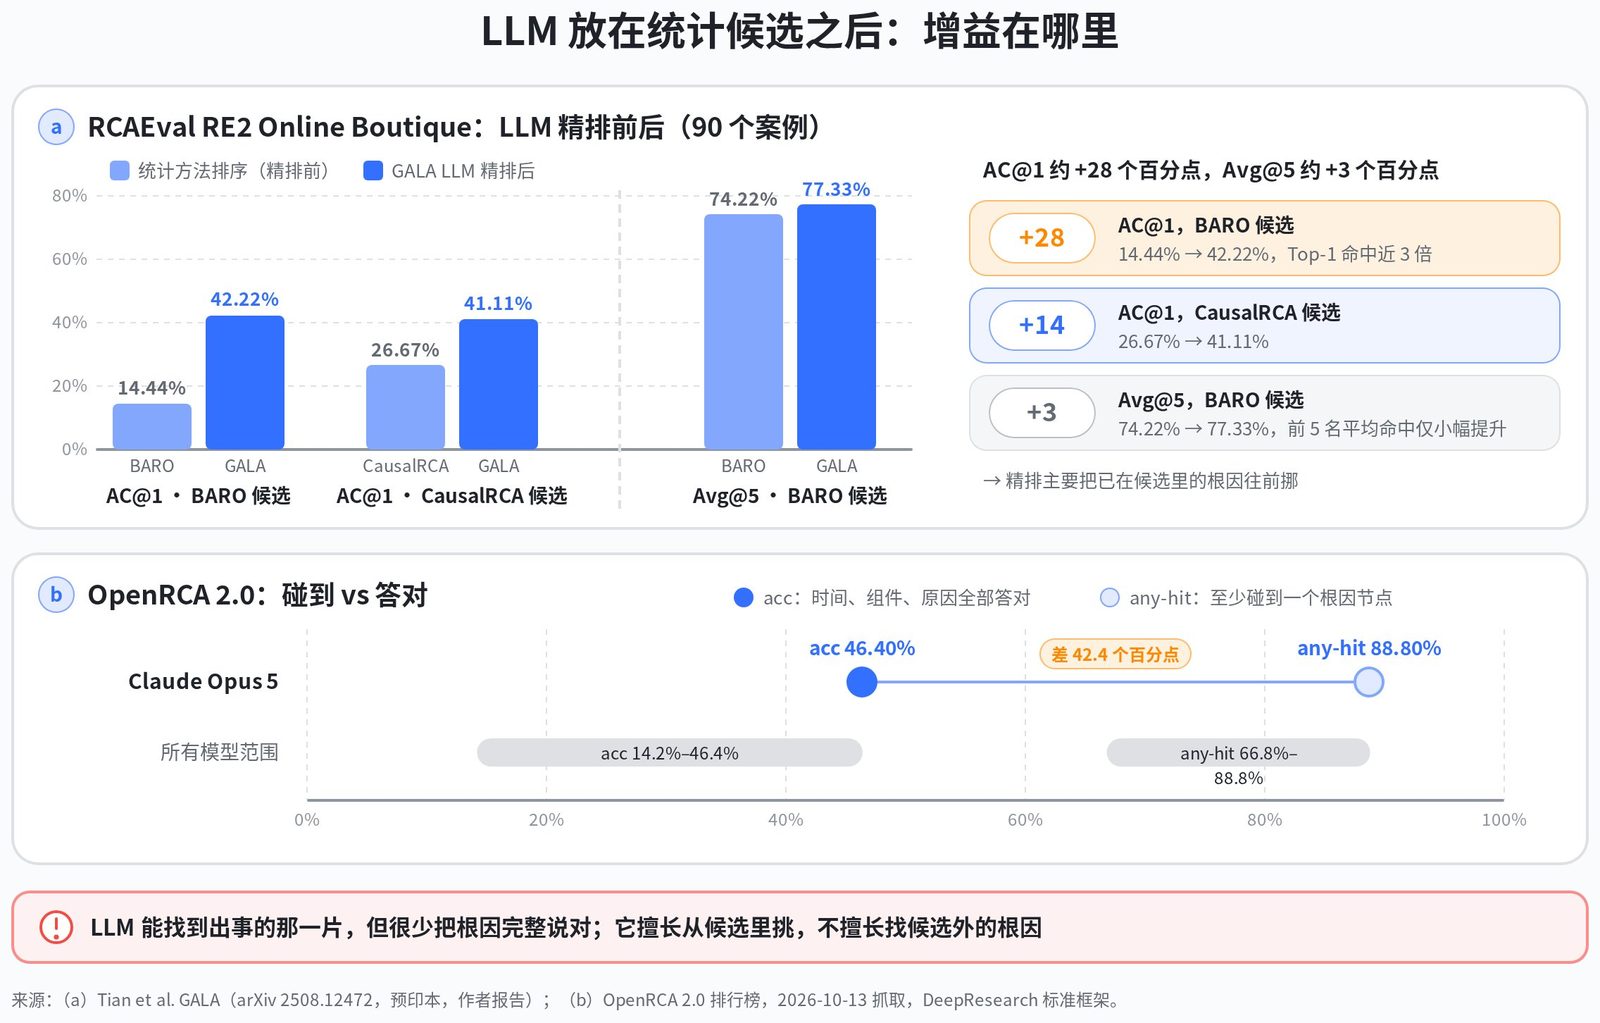 LLM 放在统计候选之后：增益在哪里
a
RCAEval RE2 Online Boutique：LLM 精排前后（90 个案例）
统计方法排序（精排前）
GALA LLM 精排后
80%
60%
40%
20%
0%
14.44%
42.22%
26.67%
41.11%
74.22%
77.33%
BARO
GALA
CausalRCA
GALA
BARO
GALA
AC@1 · BARO 候选
AC@1 · CausalRCA 候选
Avg@5 · BARO 候选
AC@1 约 +28 个百分点，Avg@5 约 +3 个百分点
+28
AC@1，BARO 候选
14.44% → 42.22%，Top-1 命中近 3 倍
+14
AC@1，CausalRCA 候选
26.67% → 41.11%
+3
Avg@5，BARO 候选
74.22% → 77.33%，前 5 名平均命中仅小幅提升
→ 精排主要把已在候选里的根因往前挪
b
OpenRCA 2.0：碰到 vs 答对
acc：时间、组件、原因全部答对
any-hit：至少碰到一个根因节点
Claude Opus 5
acc 46.40%
差 42.4 个百分点
any-hit 88.80%
所有模型范围
acc 14.2%–46.4%
any-hit 66.8%–
88.8%
0%
20%
40%
60%
80%
100%
LLM 能找到出事的那一片，但很少把根因完整说对；它擅长从候选里挑，不擅长找候选外的根因
来源：（a）Tian et al. GALA（arXiv 2508.12472，预印本，作者报告）；（b）OpenRCA 2.0 排行榜，2026-10-13 抓取，DeepResearch 标准框架。